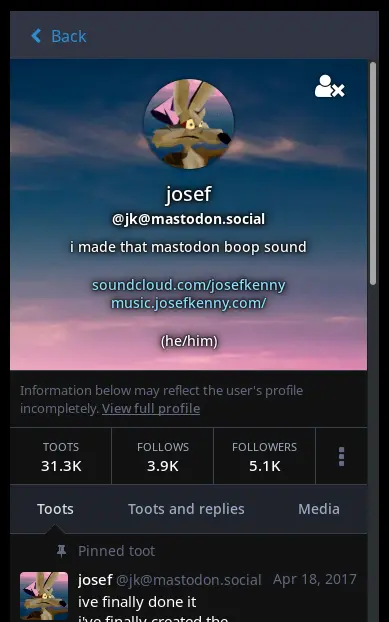 Back
josef
@jk@mastodon.social
i made that mastodon boop sound
soundcloud.com/josefkenny
music.josefkenny.com/
(he/him)
Information below may reflect the user's profile
incompletely. View full profile
TOOTS FOLLOWS FOLLOWERS
31.3K 3.9K 5.1K
Toots Toots and replies Media
Pinned toot
josef @jk@mastodon.social Apr 18, 2017
ive finally done it
i've finally created the